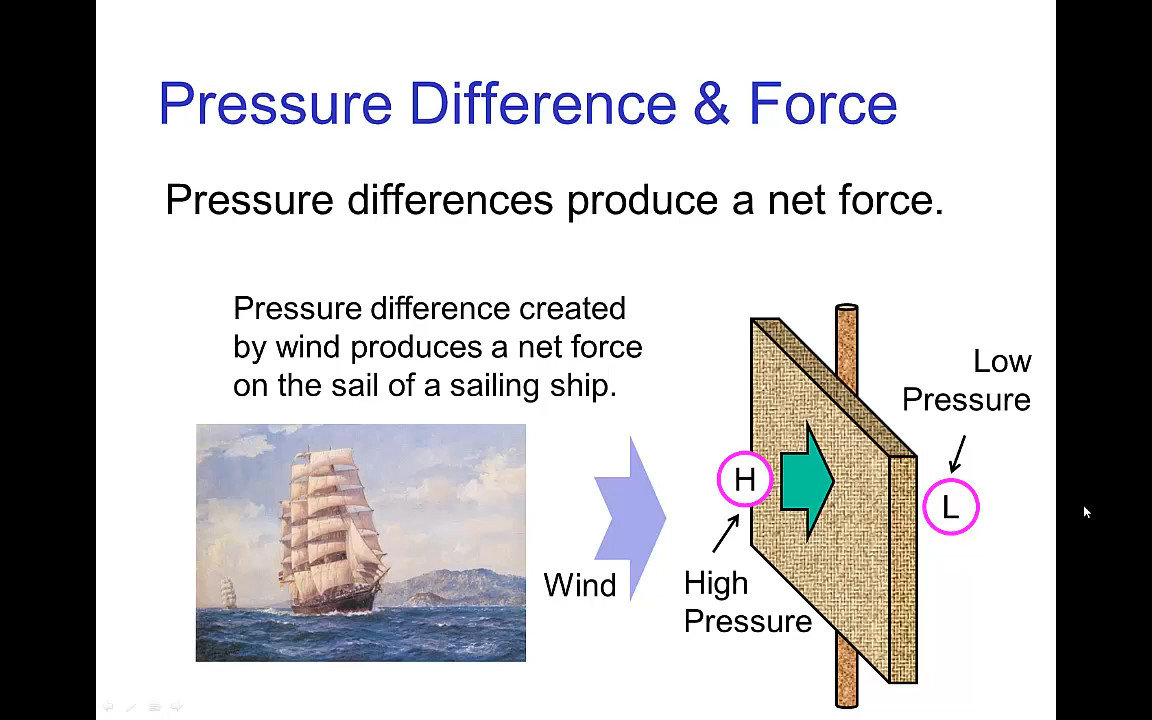 Pressure Difference & Force
Pressure differences produce a net force.
Pressure difference created
by wind produces a net force
on the sail of a sailing ship.
Low
Pressure
H
L
Wind
High
Pressure